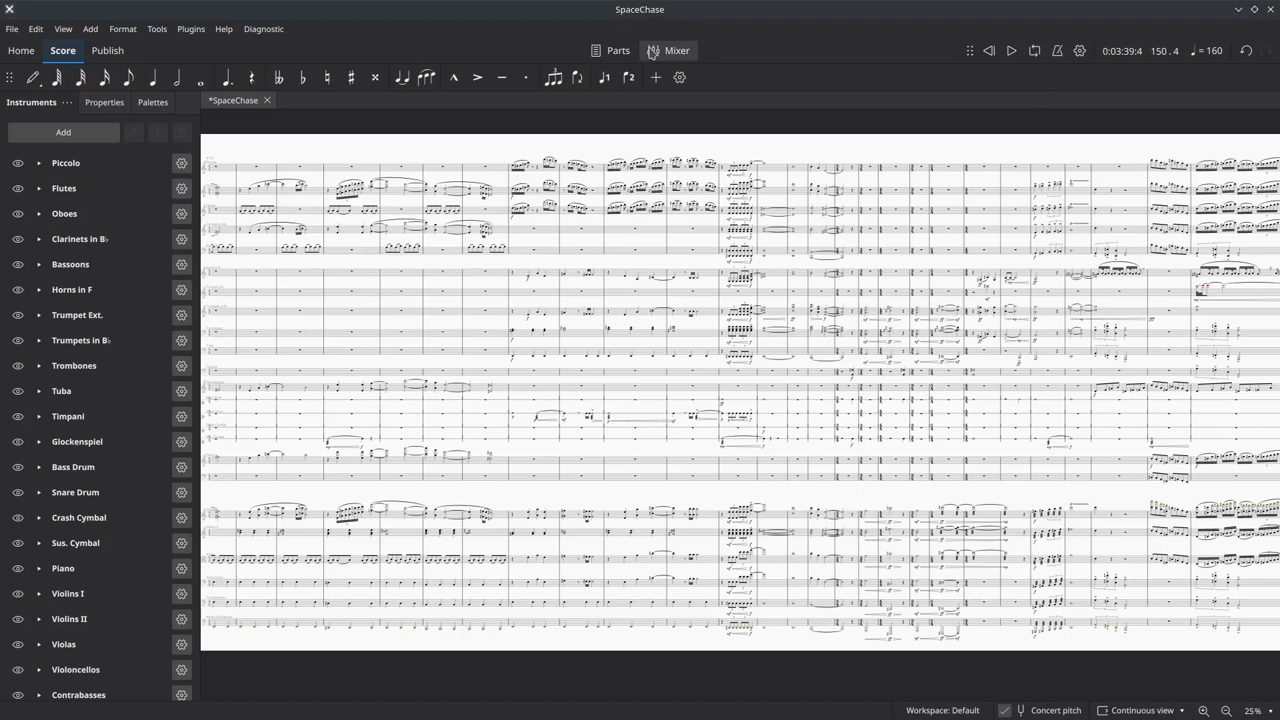 SpaceChase
File Edit View Add Format Tools Plugins Help Diagnostic
Home Score Publish Parts Mixer 0:03:39:4 150 . 4 = 160
Instruments Properties Palettes *SpaceChase
Add
Piccolo
Flutes
Oboes
Clarinets in B♭
Bassoons
Horns in F
Trumpet Ext.
Trumpets in B♭
Trombones
Tuba
Timpani
Glockenspiel
Bass Drum
Snare Drum
Crash Cymbal
Sus. Cymbal
Piano
Violins I
Violins II
Violas
Violoncellos
Contrabasses
Workspace: Default Concert pitch Continuous view 25%